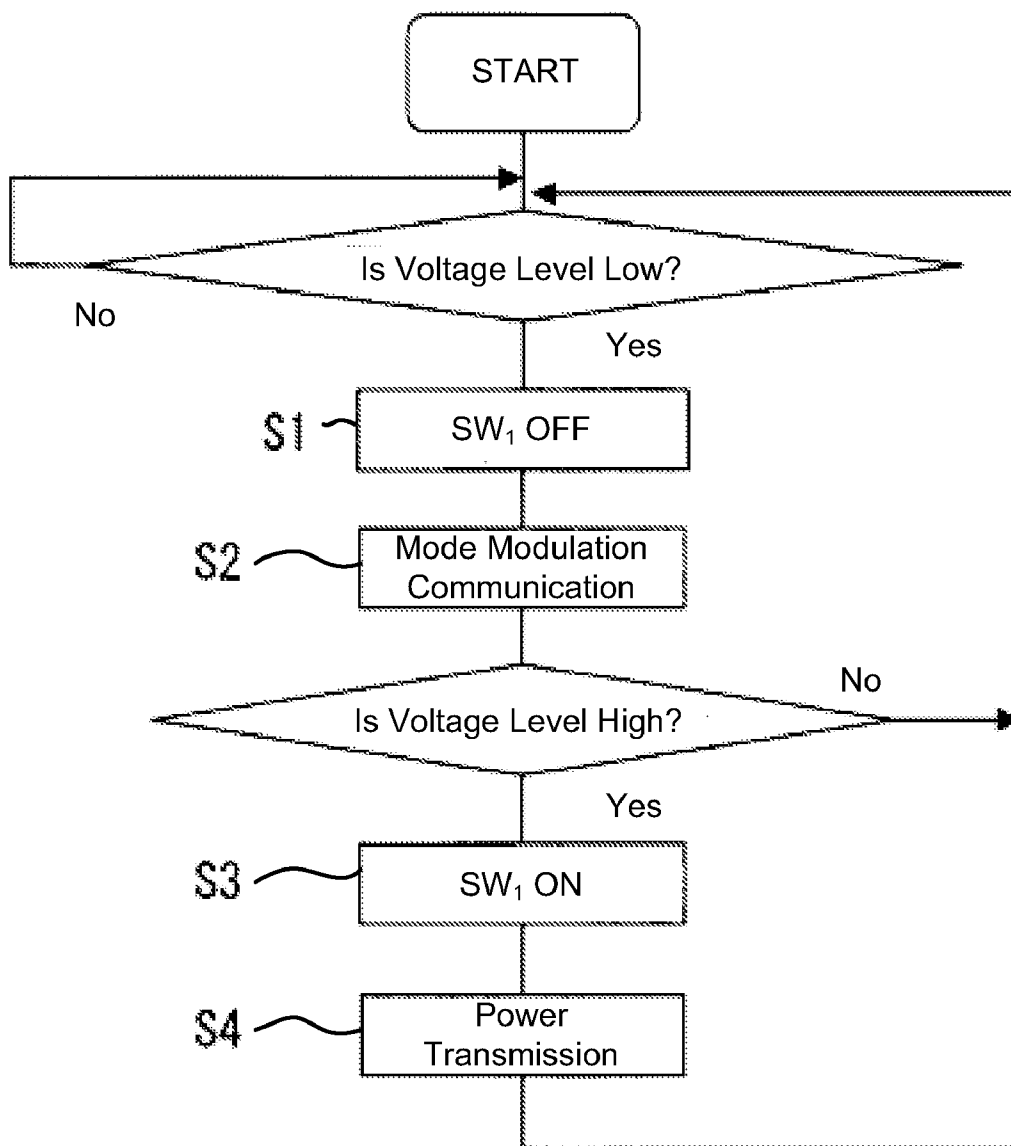 START
Is Voltage Level Low?
No
Yes
S1
SW₁ OFF
S2
Mode Modulation
Communication
No
Is Voltage Level High?
Yes
S3
SW₁ ON
S4
Power
Transmission